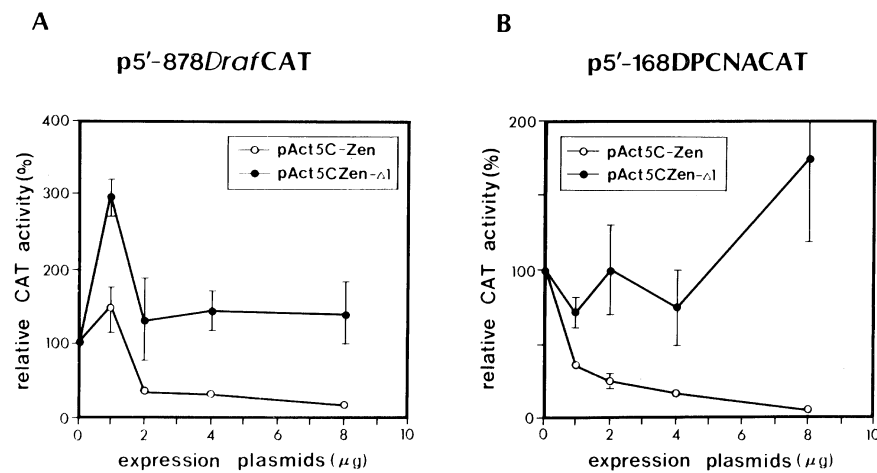 A
p5′-878DrafCAT
400
300
200
100
0
relative CAT activity(%)
pAct5C-Zen
pAct5CZen-△1
0
2
4
6
8
10
expression plasmids(μg)
B
p5′-168DPCNACAT
200
100
0
relative CAT activity(%)
pAct5C-Zen
pAct5CZen-△1
0
2
4
6
8
10
expression plasmids(μg)